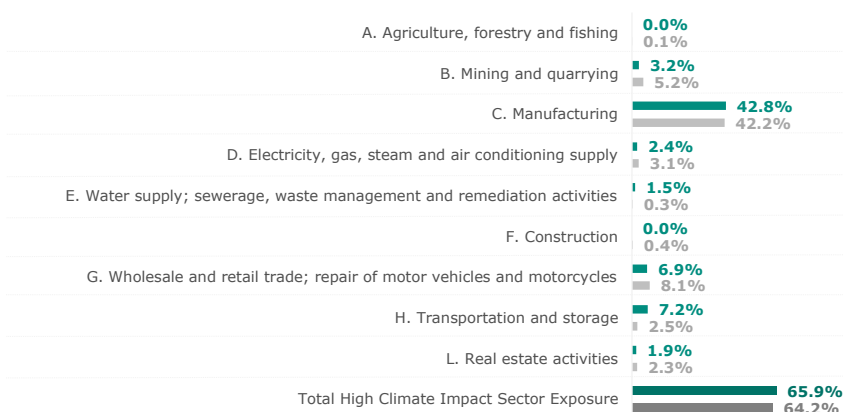 A. Agriculture, forestry and fishing
0.0%
0.1%
B. Mining and quarrying
3.2%
5.2%
C. Manufacturing
42.8%
42.2%
D. Electricity, gas, steam and air conditioning supply
2.4%
3.1%
E. Water supply; sewerage, waste management and remediation activities
1.5%
0.3%
F. Construction
0.0%
0.4%
G. Wholesale and retail trade; repair of motor vehicles and motorcycles
6.9%
8.1%
H. Transportation and storage
7.2%
2.5%
L. Real estate activities
1.9%
2.3%
Total High Climate Impact Sector Exposure
65.9%
64.2%